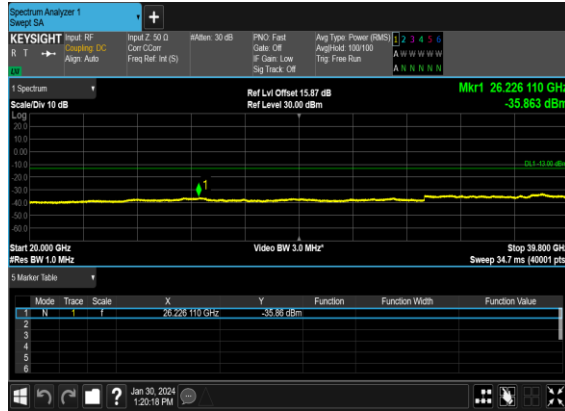 Spectrum Analyzer 1
Swept SA
+
KEYSIGHT Input: RF Input Z: 50 Ω #Atten: 30 dB PNO: Fast Avg Type: Power (RMS) 1 2 3 4 5 6
R T Coupling: DC Corr CCorr Gate: Off Avg|Hold: 100/100 A W W W W W
Align: Auto Freq Ref: Int (S) IF Gain: Low Trig: Free Run
Sig Track: Off A N N N N N
1 Spectrum Ref Lvl Offset 15.87 dB Mkr1 26.226 110 GHz
Scale/Div 10 dB Ref Level 30.00 dBm -35.863 dBm
Log
20.0
10.0
0.00
-10.0 DL1 -13.00 dBm
-20.0
-30.0 1
-40.0
-50.0
-60.0
Start 20.000 GHz Video BW 3.0 MHz* Stop 39.800 GHz
#Res BW 1.0 MHz Sweep 34.7 ms (40001 pts)
5 Marker Table
Mode Trace Scale X Y Function Function Width Function Value
1 N 1 f 26.226 110 GHz -35.86 dBm
2
3
4
5
6
? Jan 30, 2024
1:20:18 PM